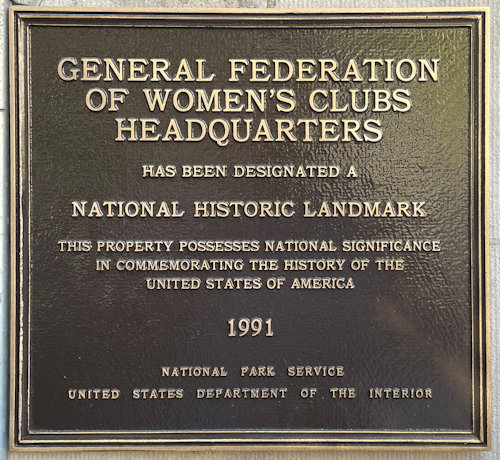 GENERAL FEDERATION
OF WOMEN'S CLUBS
HEADQUARTERS
HAS BEEN DESIGNATED A
NATIONAL HISTORIC LANDMARK
THIS PROPERTY POSSESSES NATIONAL SIGNIFICANCE
IN COMMEMORATING THE HISTORY OF THE
UNITED STATES OF AMERICA
1991
NATIONAL PARK SERVICE
UNITED STATES DEPARTMENT OF THE INTERIOR